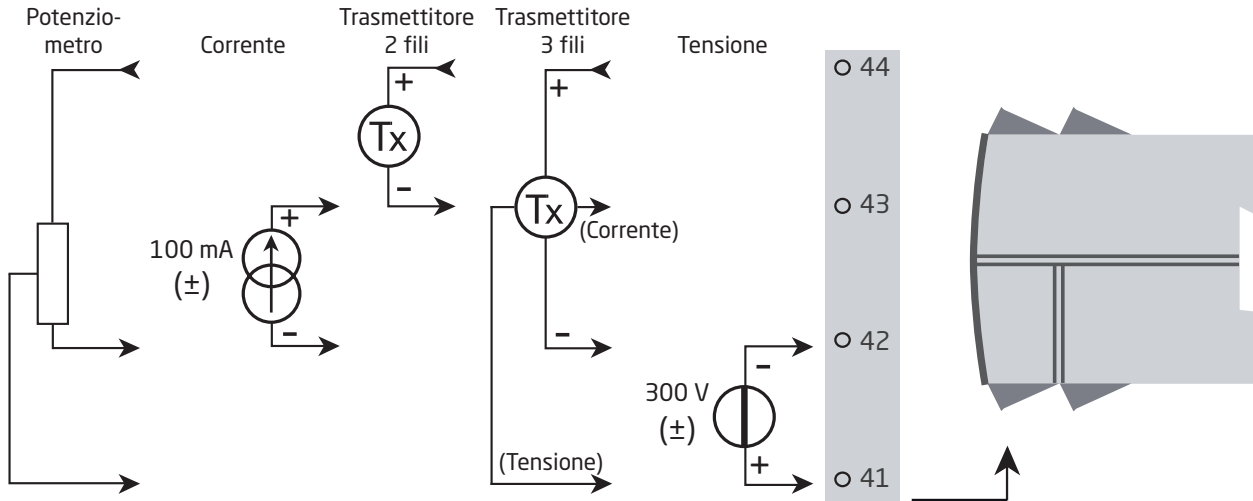 Potenzio-
metro
Corrente
Trasmettitore
2 fili
Trasmettitore
3 fili
Tensione
44
+
+
Tx
-
43
+
Tx
(Corrente)
100 mA
(±)
-
-
42
-
300 V
(±)
+
(Tensione)
41